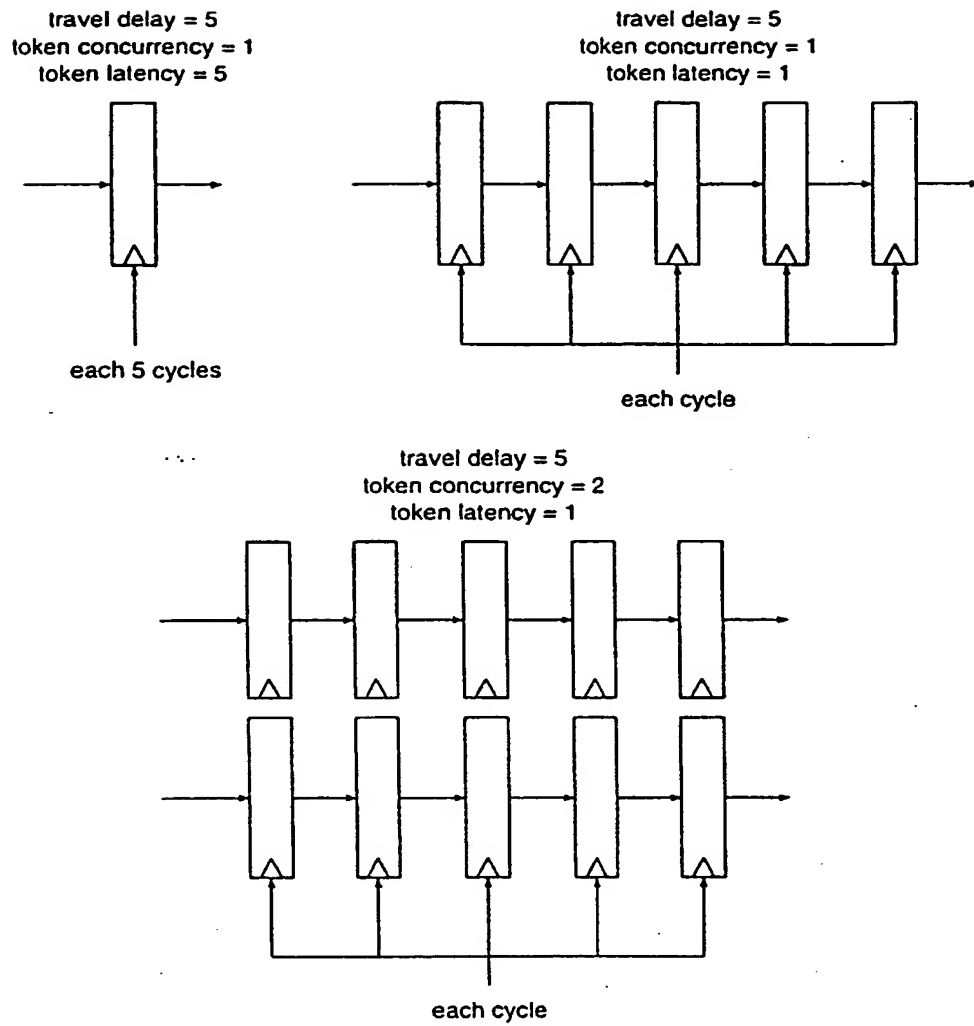 travel delay = 5
token concurrency = 1
token latency = 5
each 5 cycles
travel delay = 5
token concurrency = 1
token latency = 1
each cycle
travel delay = 5
token concurrency = 2
token latency = 1
each cycle